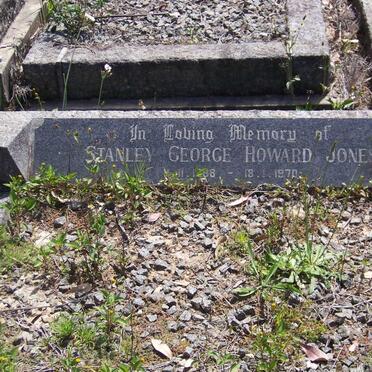 In Loving Memory of
STANLEY GEORGE HOWARD JONE
- 18.1.1970